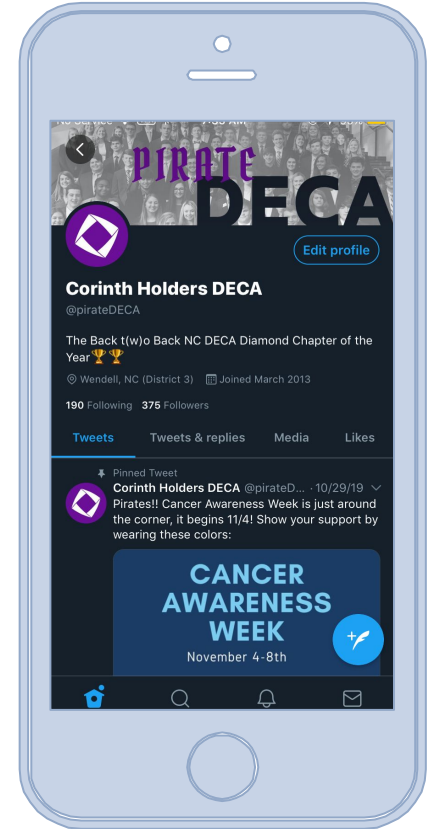 PIRATE
DECA
Edit profile
Corinth Holders DECA
@pirateDECA
The Back t(w)o Back NC DECA Diamond Chapter of the
Year🏆🏆
Wendell, NC (District 3) Joined March 2013
190 Following 375 Followers
Tweets Tweets & replies Media Likes
Pinned Tweet
Corinth Holders DECA @pirateD... · 10/29/19
Pirates!! Cancer Awareness Week is just around
the corner, it begins 11/4! Show your support by
wearing these colors:
CANCER
AWARENESS
WEEK
November 4-8th